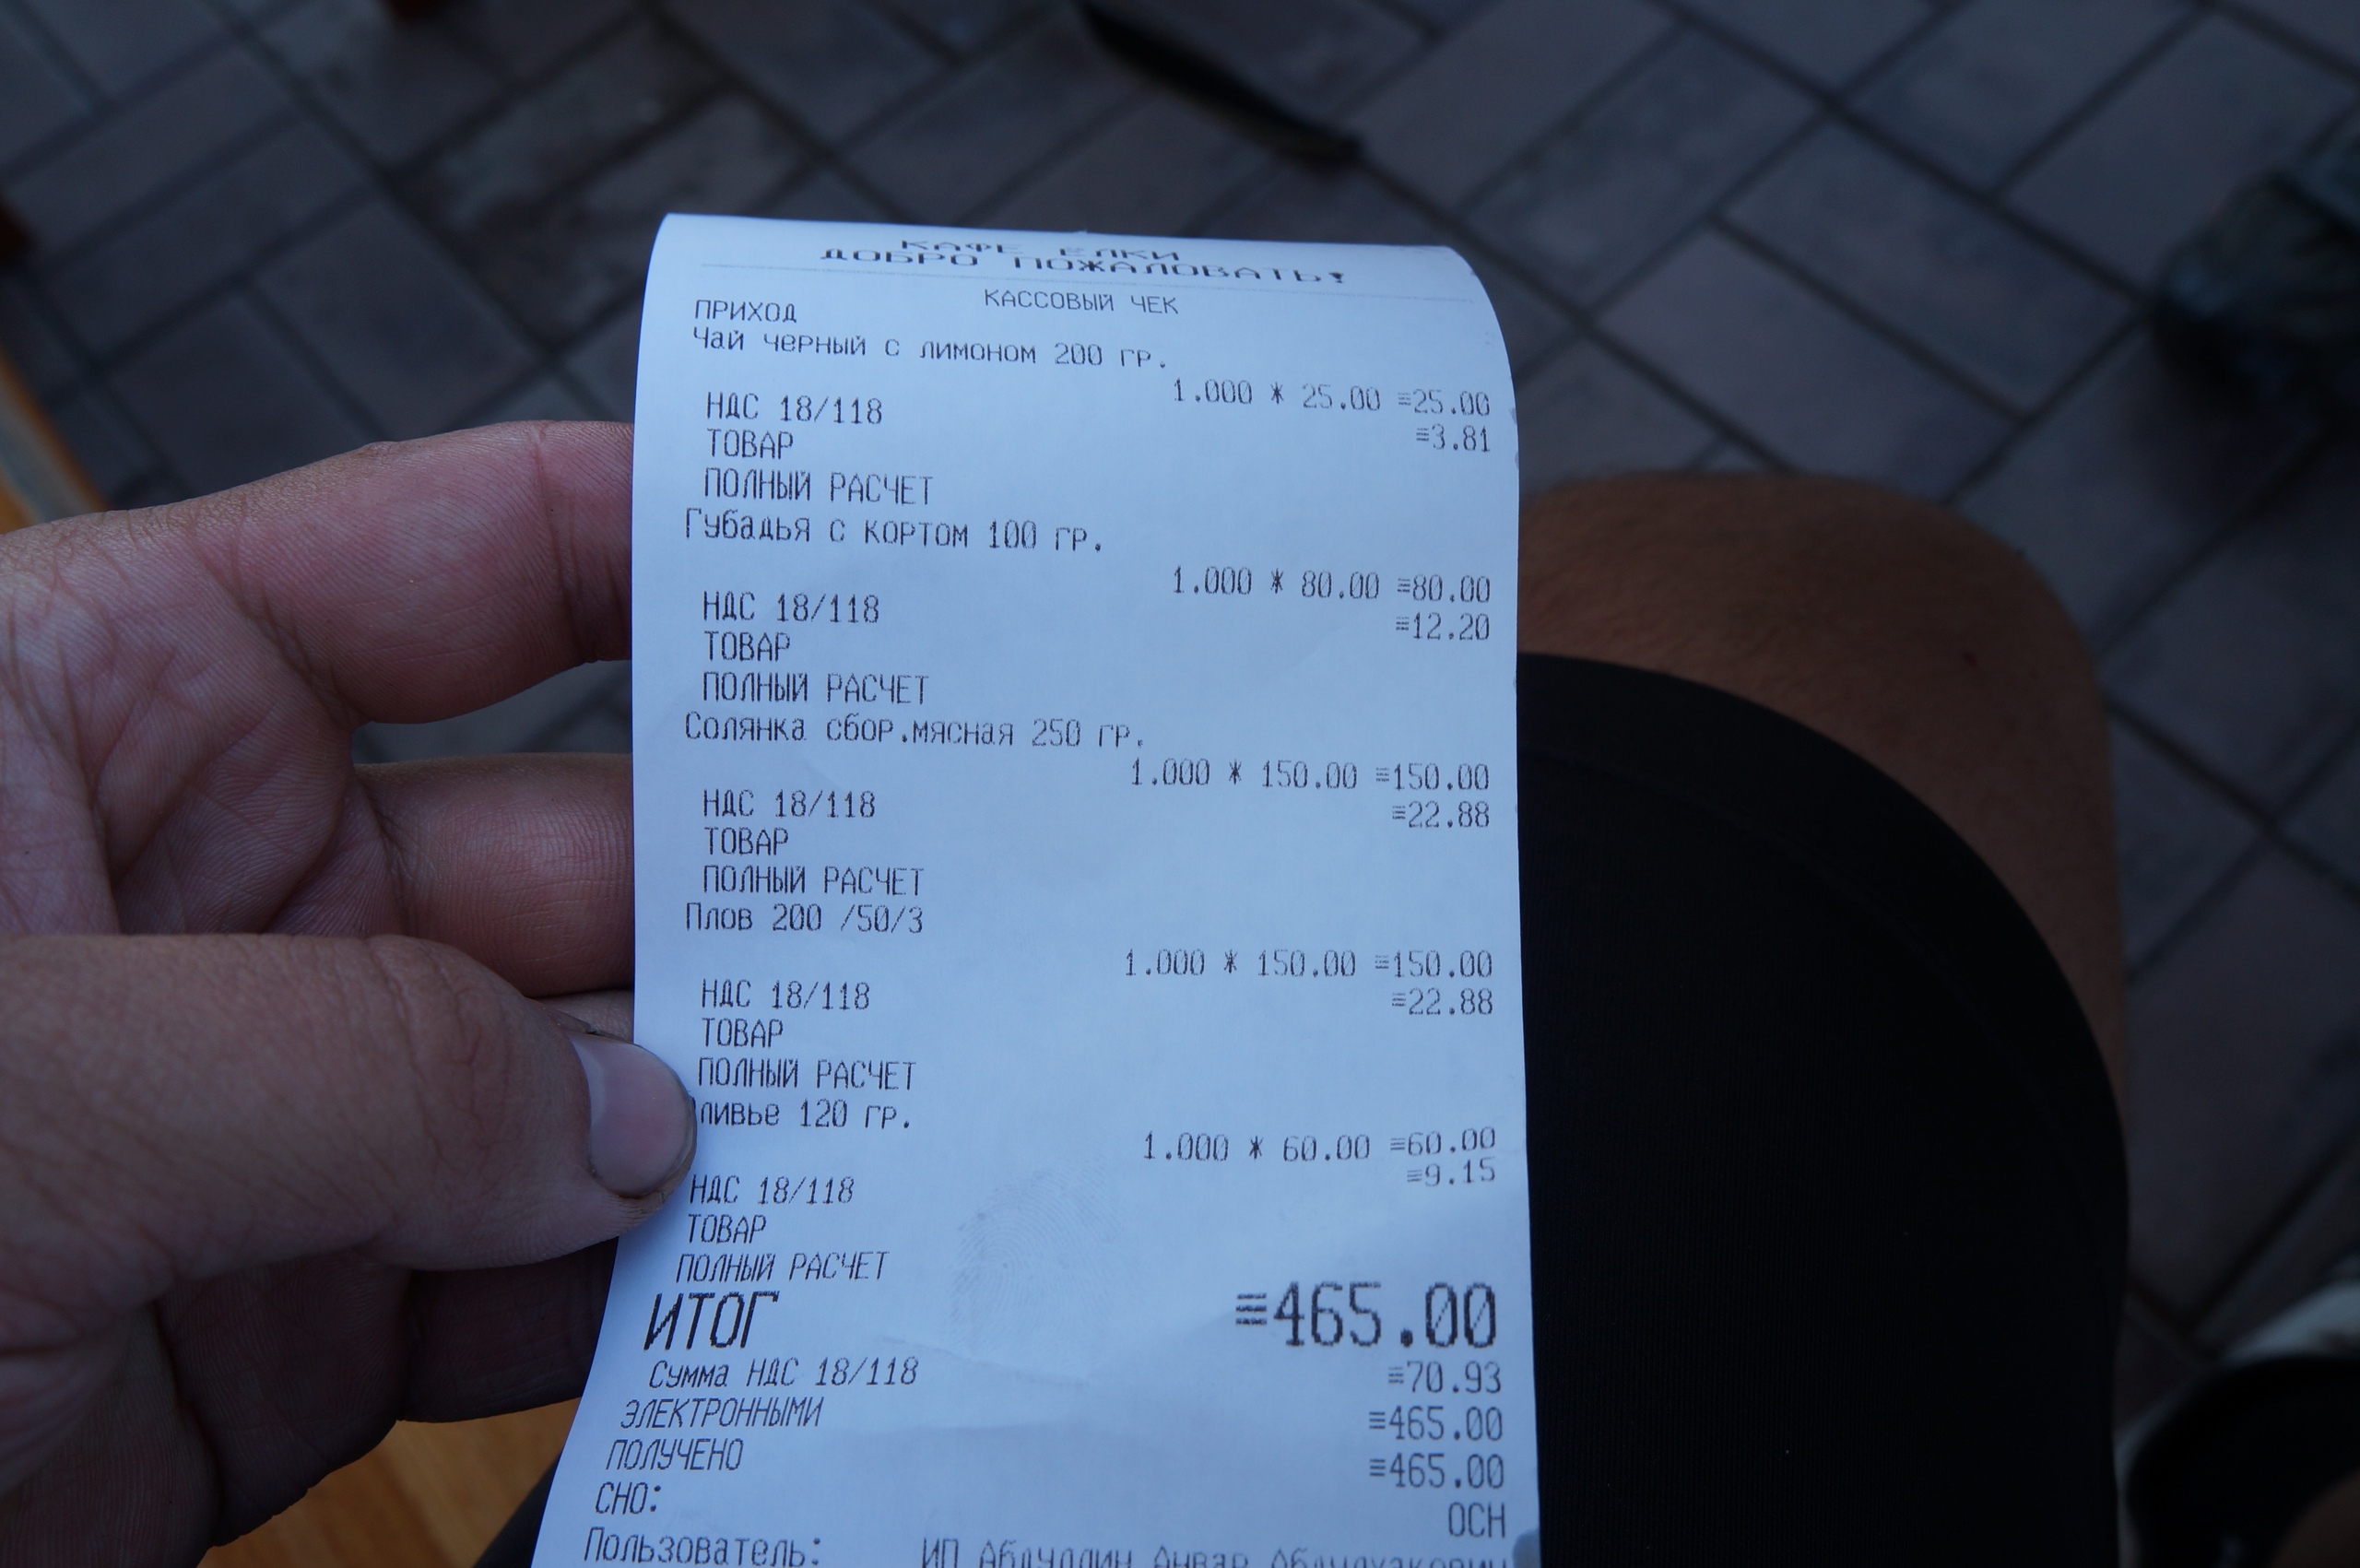 КАФЕ ЕЛКИ
ДОБРО ПОЖАЛОВАТЬ!
КАССОВЫЙ ЧЕК
ПРИХОД
Чай черный с лимоном 200 гр.
1.000 * 25.00 =25.00
НДС 18/118 =3.81
ТОВАР
ПОЛНЫЙ РАСЧЕТ
Губадья с кортом 100 гр.
1.000 * 80.00 =80.00
НДС 18/118 =12.20
ТОВАР
ПОЛНЫЙ РАСЧЕТ
Солянка сбор.мясная 250 гр.
1.000 * 150.00 =150.00
НДС 18/118 =22.88
ТОВАР
ПОЛНЫЙ РАСЧЕТ
Плов 200 /50/3
1.000 * 150.00 =150.00
НДС 18/118 =22.88
ТОВАР
ПОЛНЫЙ РАСЧЕТ
ливье 120 гр.
1.000 * 60.00 =60.00
НДС 18/118 =9.15
ТОВАР
ПОЛНЫЙ РАСЧЕТ
ИТОГ =465.00
Сумма НДС 18/118 =70.93
ЭЛЕКТРОННЫМИ =465.00
ПОЛУЧЕНО =465.00
СНО: ОСН
Пользователь: ИП Абдуллин Анвар Абдулхакович